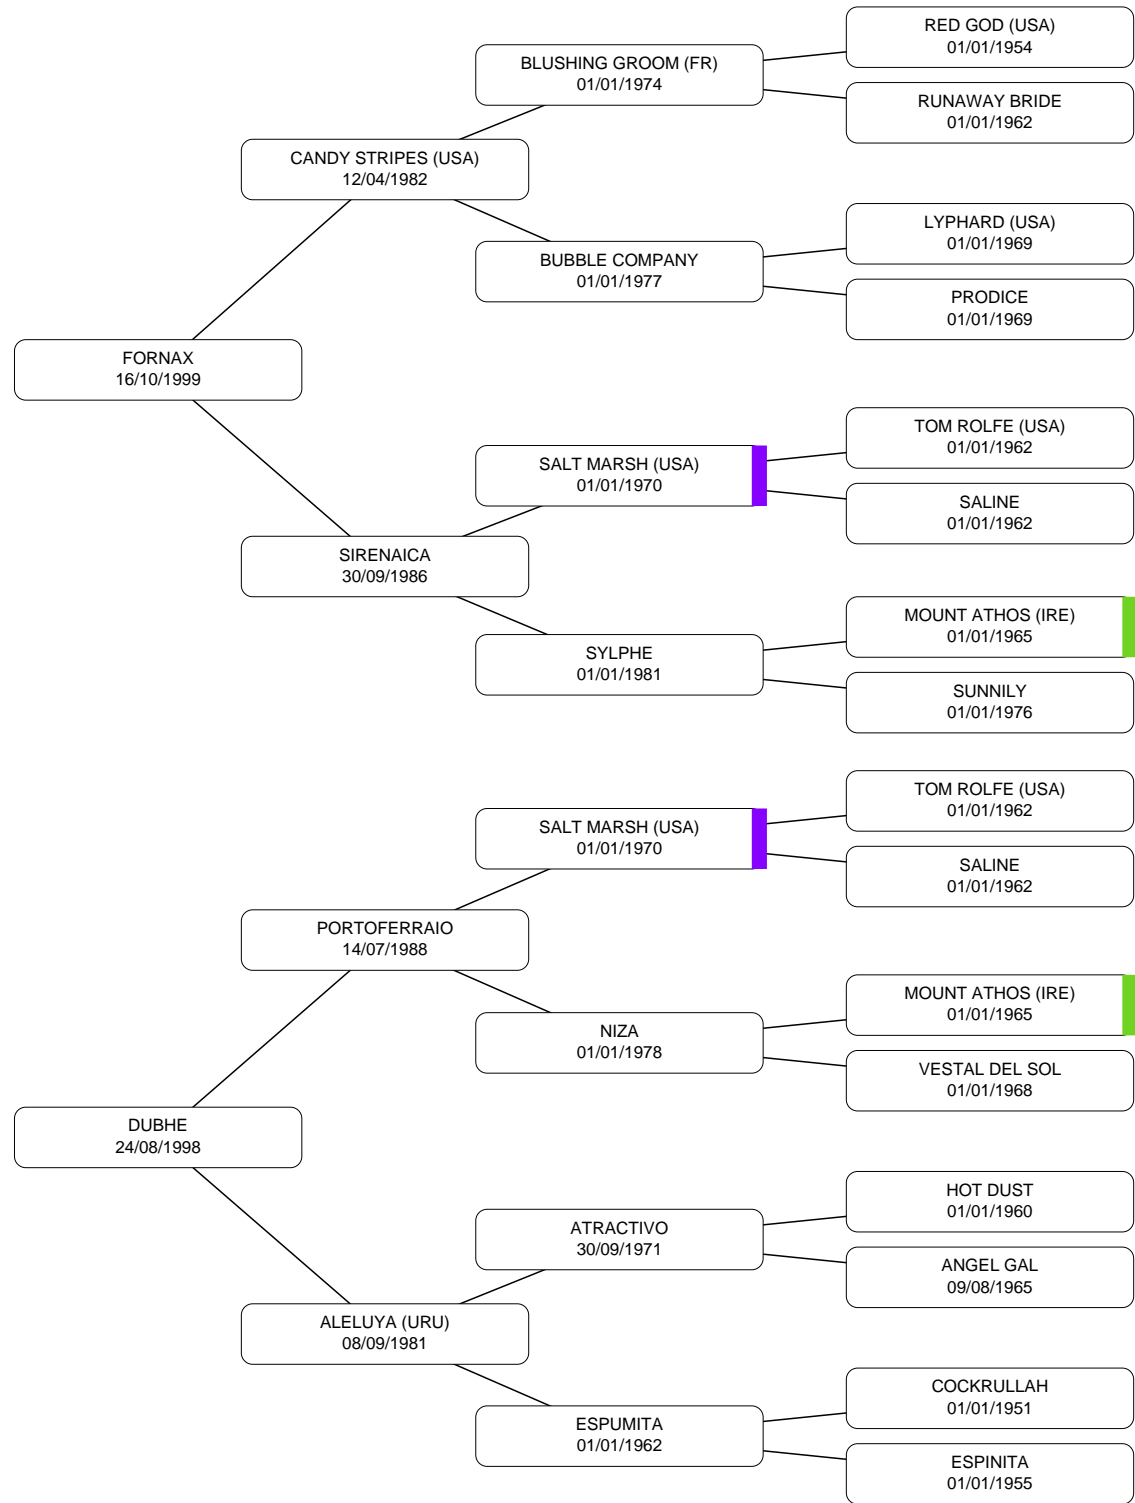 RED GOD (USA)
01/01/1954
BLUSHING GROOM (FR)
01/01/1974
RUNAWAY BRIDE
01/01/1962
CANDY STRIPES (USA)
12/04/1982
LYPHARD (USA)
01/01/1969
BUBBLE COMPANY
01/01/1977
PRODICE
01/01/1969
FORNAX
16/10/1999
TOM ROLFE (USA)
01/01/1962
SALT MARSH (USA)
01/01/1970
SALINE
01/01/1962
SIRENAICA
30/09/1986
MOUNT ATHOS (IRE)
01/01/1965
SYLPHE
01/01/1981
SUNNILY
01/01/1976
TOM ROLFE (USA)
01/01/1962
SALT MARSH (USA)
01/01/1970
SALINE
01/01/1962
PORTOFERRAIO
14/07/1988
MOUNT ATHOS (IRE)
01/01/1965
NIZA
01/01/1978
VESTAL DEL SOL
01/01/1968
DUBHE
24/08/1998
HOT DUST
01/01/1960
ATRACTIVO
30/09/1971
ANGEL GAL
09/08/1965
ALELUYA (URU)
08/09/1981
COCKRULLAH
01/01/1951
ESPUMITA
01/01/1962
ESPINITA
01/01/1955